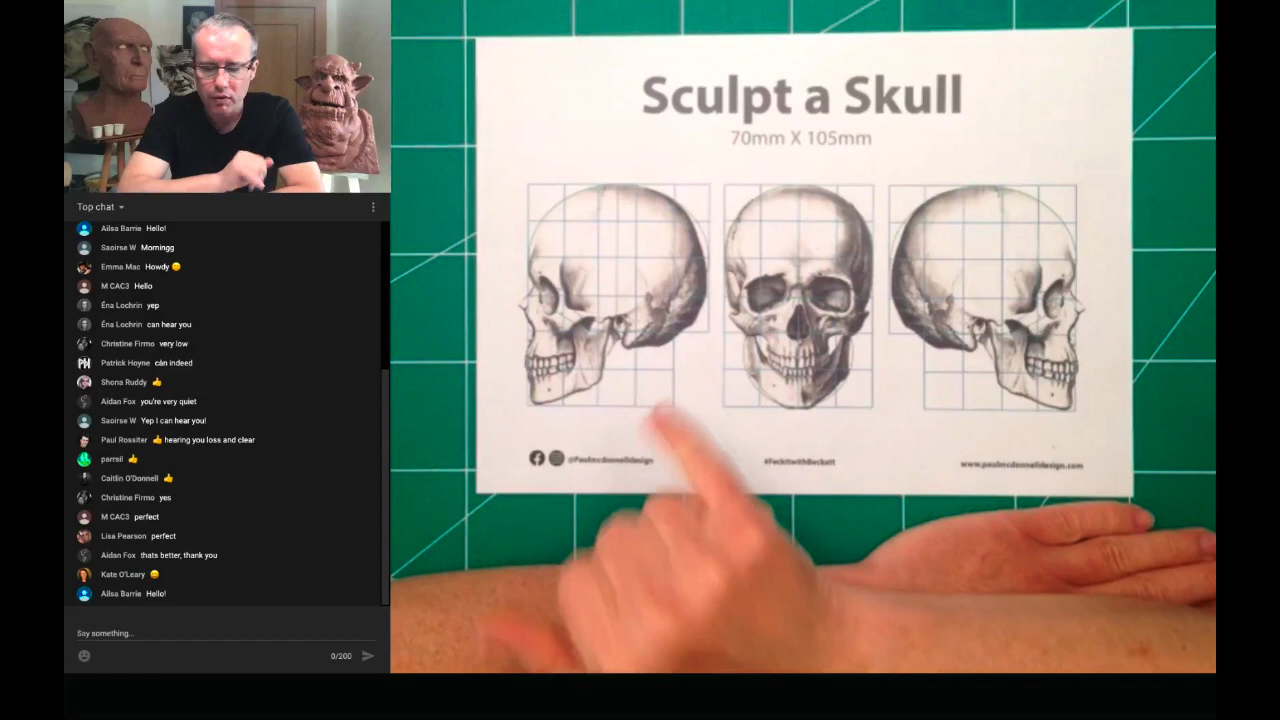 Top chat
Ailsa Barrie Hello!
Saoirse W Morningg
Emma Mac Howdy 😊
M CAC3 Hello
Éna Lochrin yep
Éna Lochrin can hear you
Christine Firmo very low
Patrick Hoyne càn indeed
Shona Ruddy 👍
Aidan Fox you're very quiet
Saoirse W Yep I can hear you!
Paul Rossiter 👍 hearing you loss and clear
parrsil 👍
Caitlin O'Donnell 👍
Christine Firmo yes
M CAC3 perfect
Lisa Pearson perfect
Aidan Fox thats better, thank you
Kate O'Leary 😄
Ailsa Barrie Hello!
Say something...
0/200
Sculpt a Skull
70mm X 105mm
@Paulmcdonnelldesign
#FeckItwithBeckett
www.paulmcdonnelldesign.com